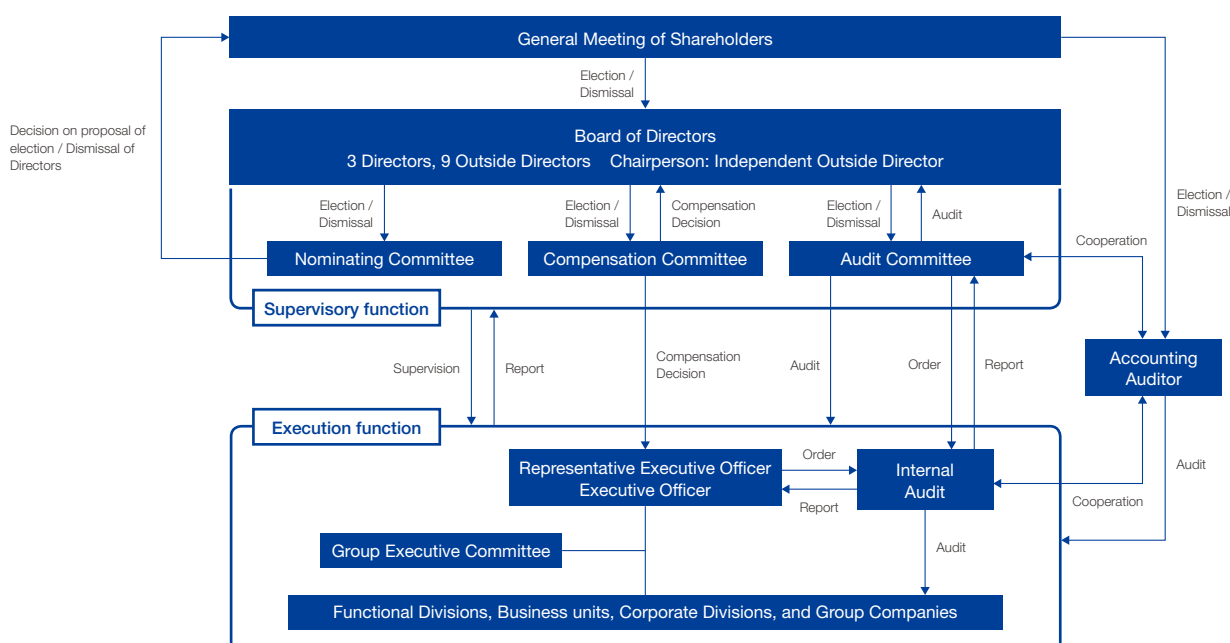 General Meeting of Shareholders
Election /
Dismissal
Decision on proposal of
election / Dismissal of
Directors
Board of Directors
3 Directors, 9 Outside Directors Chairperson: Independent Outside Director
Election /
Dismissal
Election /
Dismissal
Compensation
Decision
Election /
Dismissal
Audit
Election /
Dismissal
Cooperation
Nominating Committee
Compensation Committee
Audit Committee
Supervisory function
Supervision
Report
Compensation
Decision
Audit
Order
Report
Accounting
Auditor
Execution function
Representative Executive Officer
Executive Officer
Order
Report
Internal
Audit
Cooperation
Audit
Group Executive Committee
Audit
Functional Divisions, Business units, Corporate Divisions, and Group Companies